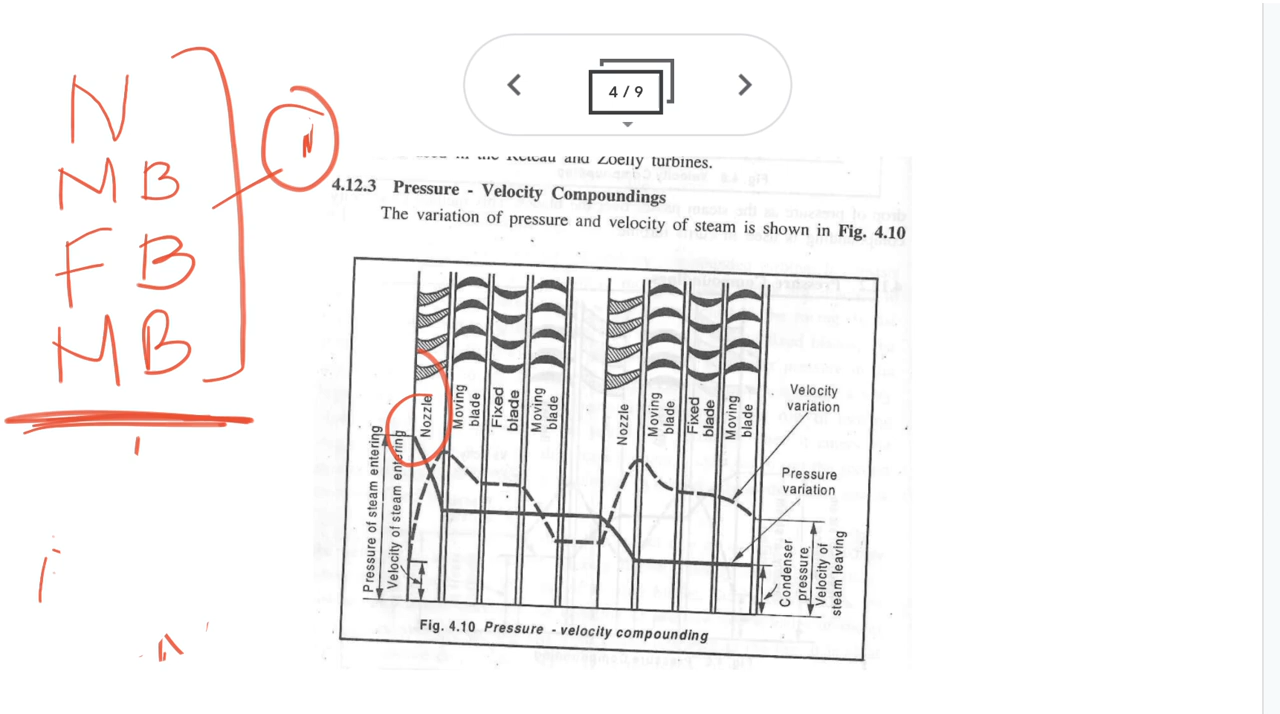 N
M B
F B
M B
N
4 / 9
and Zoelly turbines.
4.12.3 Pressure - Velocity Compoundings
The variation of pressure and velocity of steam is shown in Fig. 4.10
Nozzle
Moving blade
Fixed blade
Moving blade
Nozzle
Moving blade
Fixed blade
Moving blade
Velocity
variation
Pressure
variation
Pressure of steam entering
Velocity of steam entering
Condenser
pressure
Velocity of
steam leaving
Fig. 4.10 Pressure - velocity compounding